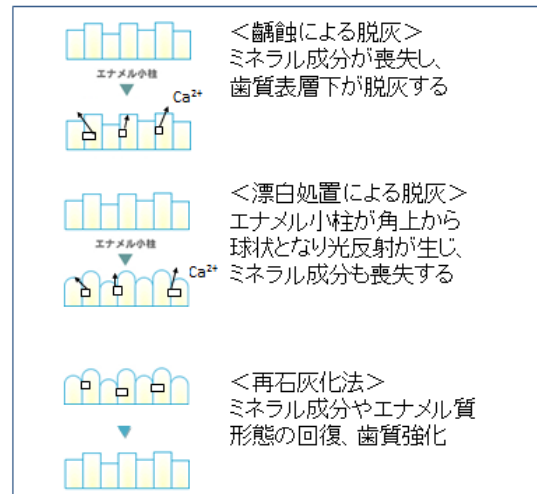 <齲蝕による脱灰>
ミネラル成分が喪失し、
歯質表層下が脱灰する
エナメル小柱
Ca²⁺
<漂白処置による脱灰>
エナメル小柱が角上から
球状となり光反射が生じ、
ミネラル成分も喪失する
エナメル小柱
Ca²⁺
<再石灰化法>
ミネラル成分やエナメル質
形態の回復、歯質強化